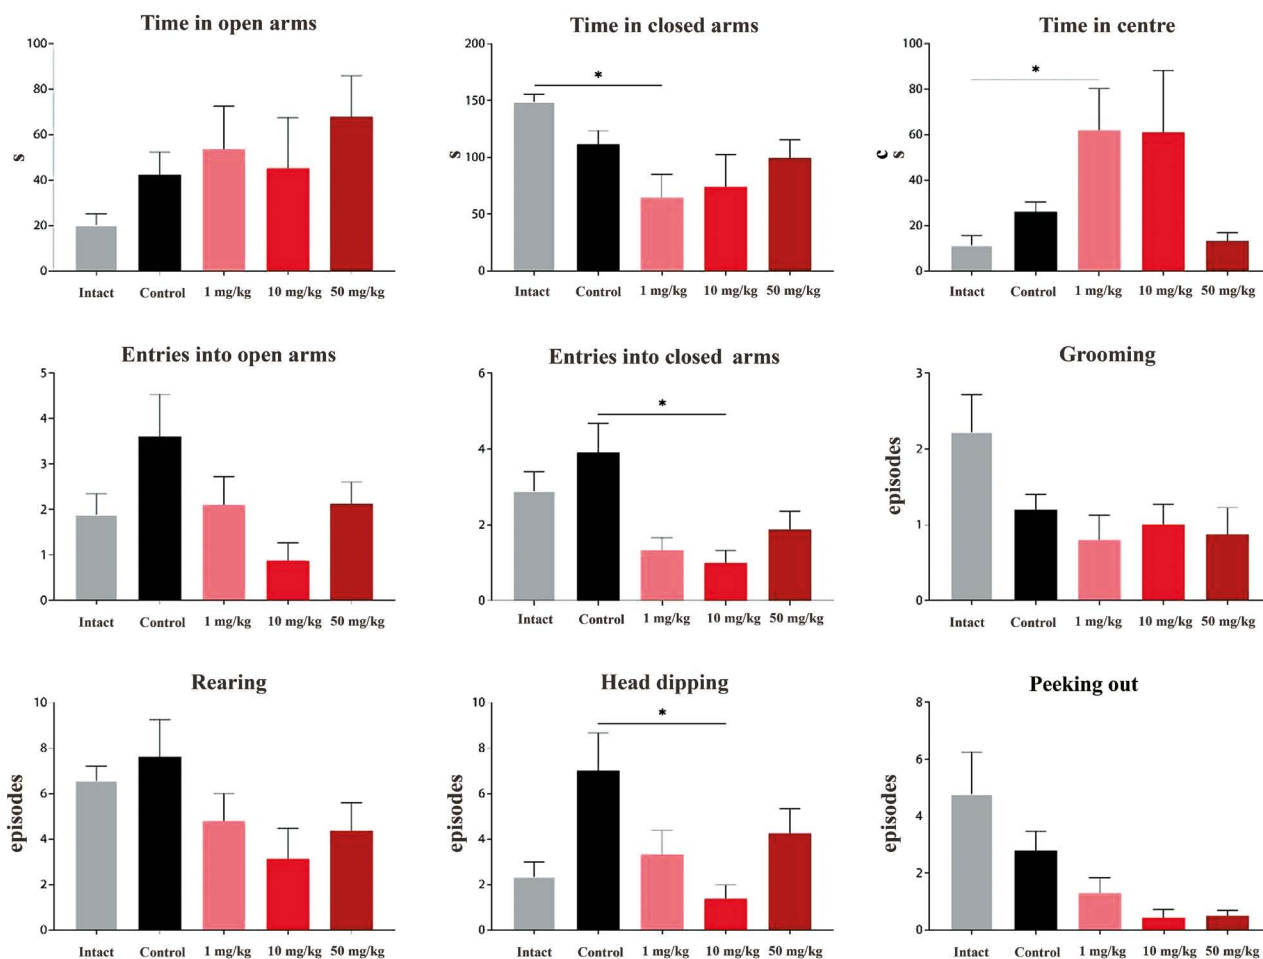 Time in open arms
100
80
60
40
20
0
s
Intact Control 1 mg/kg 10 mg/kg 50 mg/kg
Time in closed arms
200
150
100
50
0
s
*
Intact Control 1 mg/kg 10 mg/kg 50 mg/kg
Time in centre
100
80
60
40
20
0
c
s
*
Intact Control 1 mg/kg 10 mg/kg 50 mg/kg
Entries into open arms
5
4
3
2
1
0
Intact Control 1 mg/kg 10 mg/kg 50 mg/kg
Entries into closed arms
6
4
2
0
*
Intact Control 1 mg/kg 10 mg/kg 50 mg/kg
Grooming
3
2
1
0
episodes
Intact Control 1 mg/kg 10 mg/kg 50 mg/kg
Rearing
10
8
6
4
2
0
episodes
Intact Control 1 mg/kg 10 mg/kg 50 mg/kg
Head dipping
10
8
6
4
2
0
episodes
*
Intact Control 1 mg/kg 10 mg/kg 50 mg/kg
Peeking out
8
6
4
2
0
episodes
Intact Control 1 mg/kg 10 mg/kg 50 mg/kg